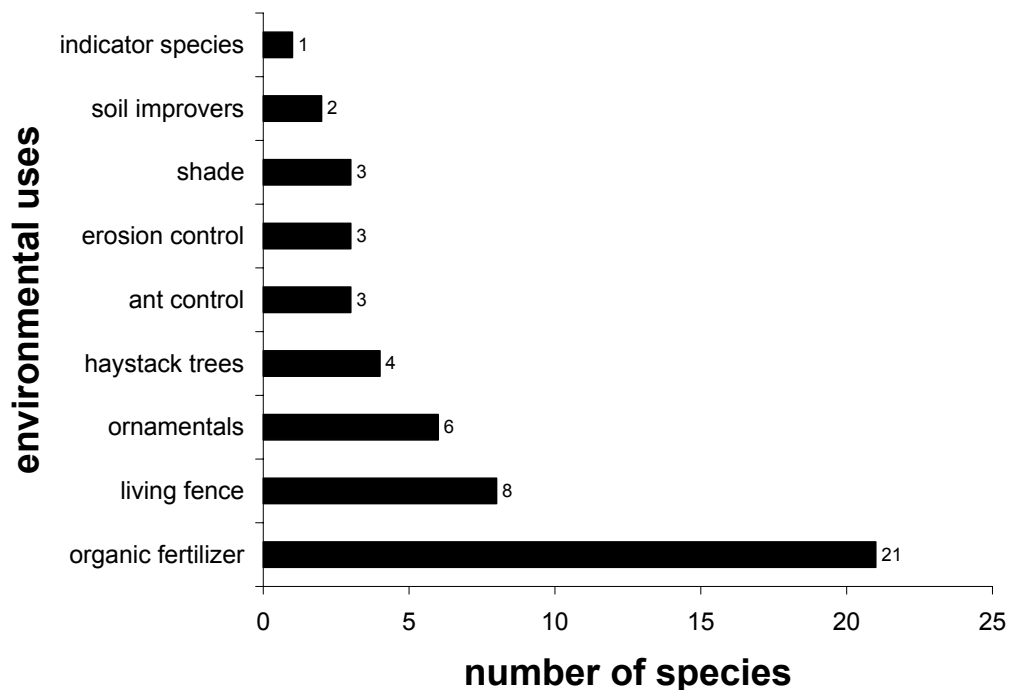 environmental uses
indicator species 1
soil improvers 2
shade 3
erosion control 3
ant control 3
haystack trees 4
ornamentals 6
living fence 8
organic fertilizer 21
0 5 10 15 20 25
number of species